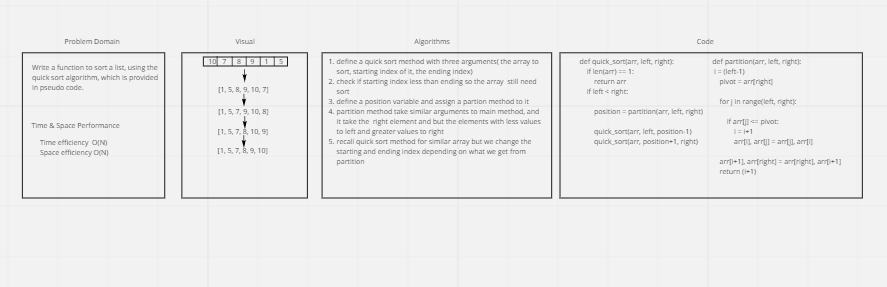 Problem Domain
Write a function to sort a list, using the
quick sort algorithm, which is provided
in pseudo code.
Time & Space Performance
Time efficiency O(N)
Space efficiency O(N)
Visual
10 7 8 9 1 5
[1, 5, 8, 9, 10, 7]
[1, 5, 7, 9, 10, 8]
[1, 5, 7, 8, 10, 9]
[1, 5, 7, 8, 9, 10]
Algorithms
1. define a quick sort method with three arguments( the array to
sort, starting index of it, the ending index)
2. check if starting index less than ending so the array still need
sort
3. define a position variable and assign a partion method to it
4. partition method take similar arguments to main method, and
it take the right element and but the elements with less values
to left and greater values to right
5. recall quick sort method for similar array but we change the
starting and ending index depending on what we get from
partition
Code
def quick_sort(arr, left, right):
if len(arr) == 1:
return arr
if left < right:
position = partition(arr, left, right)
quick_sort(arr, left, position-1)
quick_sort(arr, position+1, right)
def partition(arr, left, right):
i = (left-1)
pivot = arr[right]
for j in range(left, right):
if arr[j] <= pivot:
i = i+1
arr[i], arr[j] = arr[j], arr[i]
arr[i+1], arr[right] = arr[right], arr[i+1]
return (i+1)